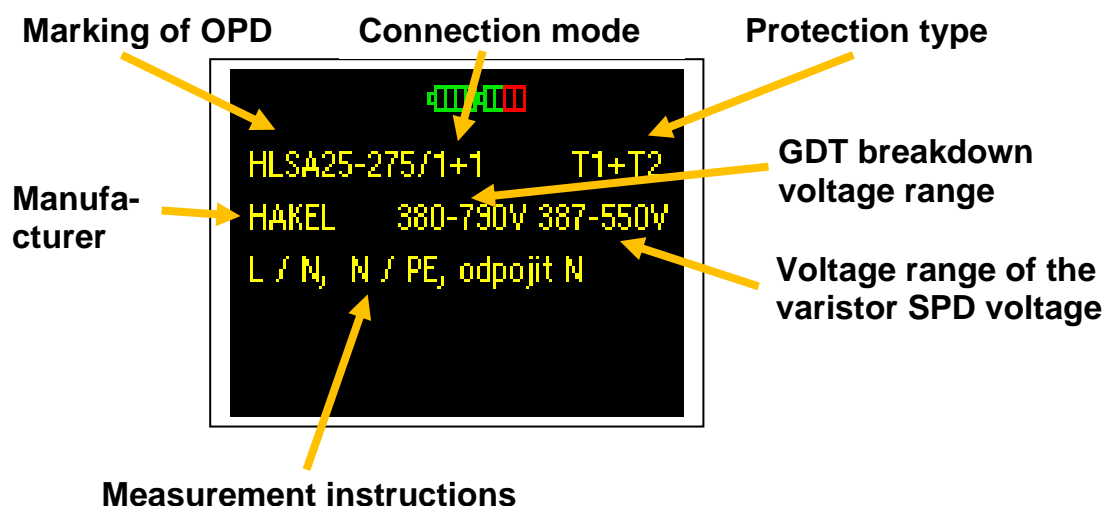 Marking of OPD
Connection mode
Protection type
HLSA25-275/1+1 T1+T2
GDT breakdown
voltage range
Manufa-
cturer
HAKEL 380-790V 387-550V
L / N, N / PE, odpojit N
Voltage range of the
varistor SPD voltage
Measurement instructions